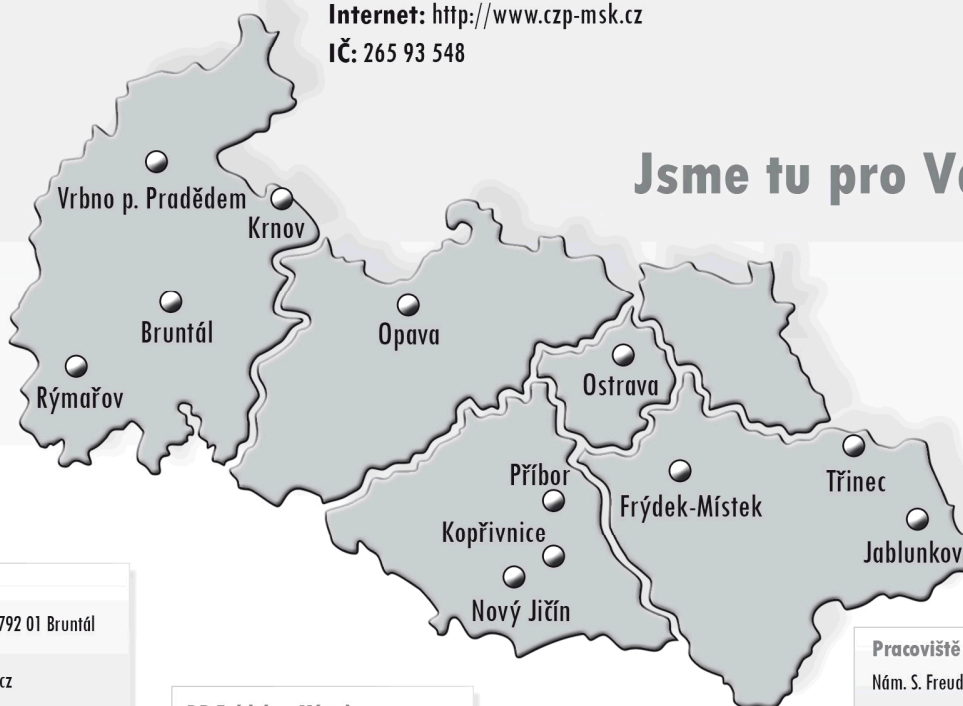 Internet: http://www.czp-msk.cz
IČ: 265 93 548
Jsme tu pro
Vrbno p. Pradědem
Krnov
Bruntál
Opava
Rýmařov
Ostrava
Příbor
Třinec
Frýdek-Místek
Kopřivnice
Jablunkov
Nový Jičín
792 01 Bruntál
cz
Pracoviště
Nám. S. Freud